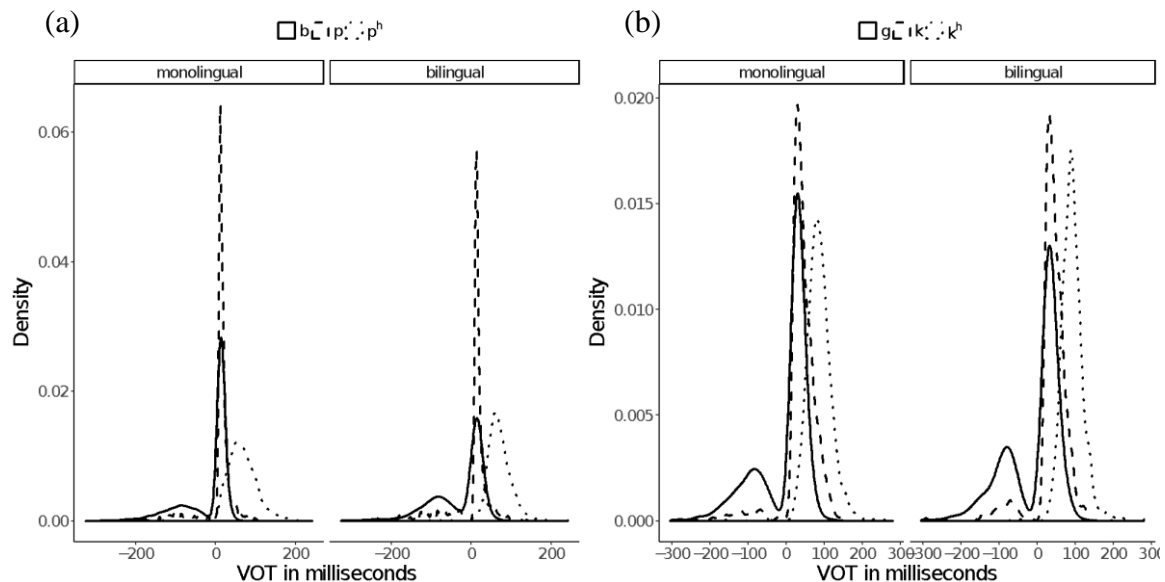 (a)
b p pʰ
monolingual bilingual
0.06
0.04
0.02
0.00
−200 0 200 −200 0 200
VOT in milliseconds
Density
(b)
g k kʰ
monolingual bilingual
0.020
0.015
0.010
0.005
0.000
−300 −200 −100 0 100 200 300 −300 −200 −100 0 100 200 300
VOT in milliseconds
Density